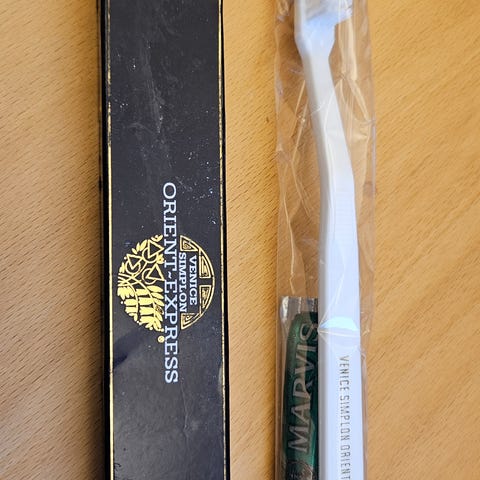 VENICE
SIMPLON
ORIENT-EXPRESS
®
MARVIS
VENICE SIMPLON ORIENT